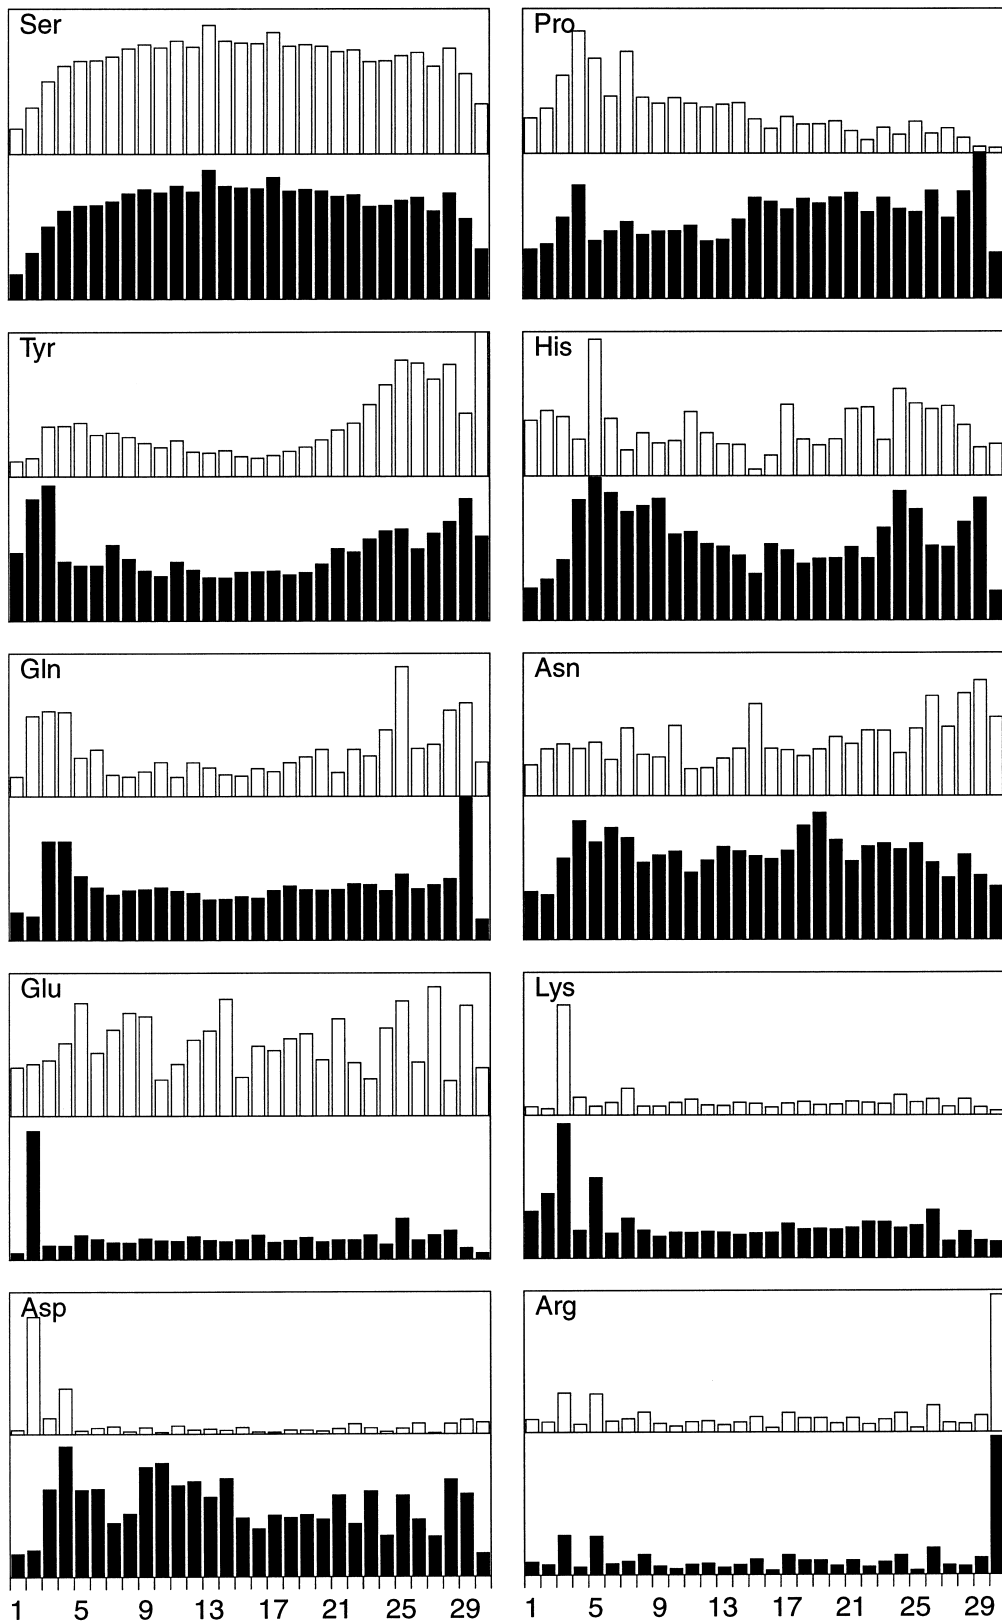 Ser Pro
Tyr His
Gln Asn
Glu Lys
Asp Arg
1 5 9 13 17 21 25 29 1 5 9 13 17 21 25 29